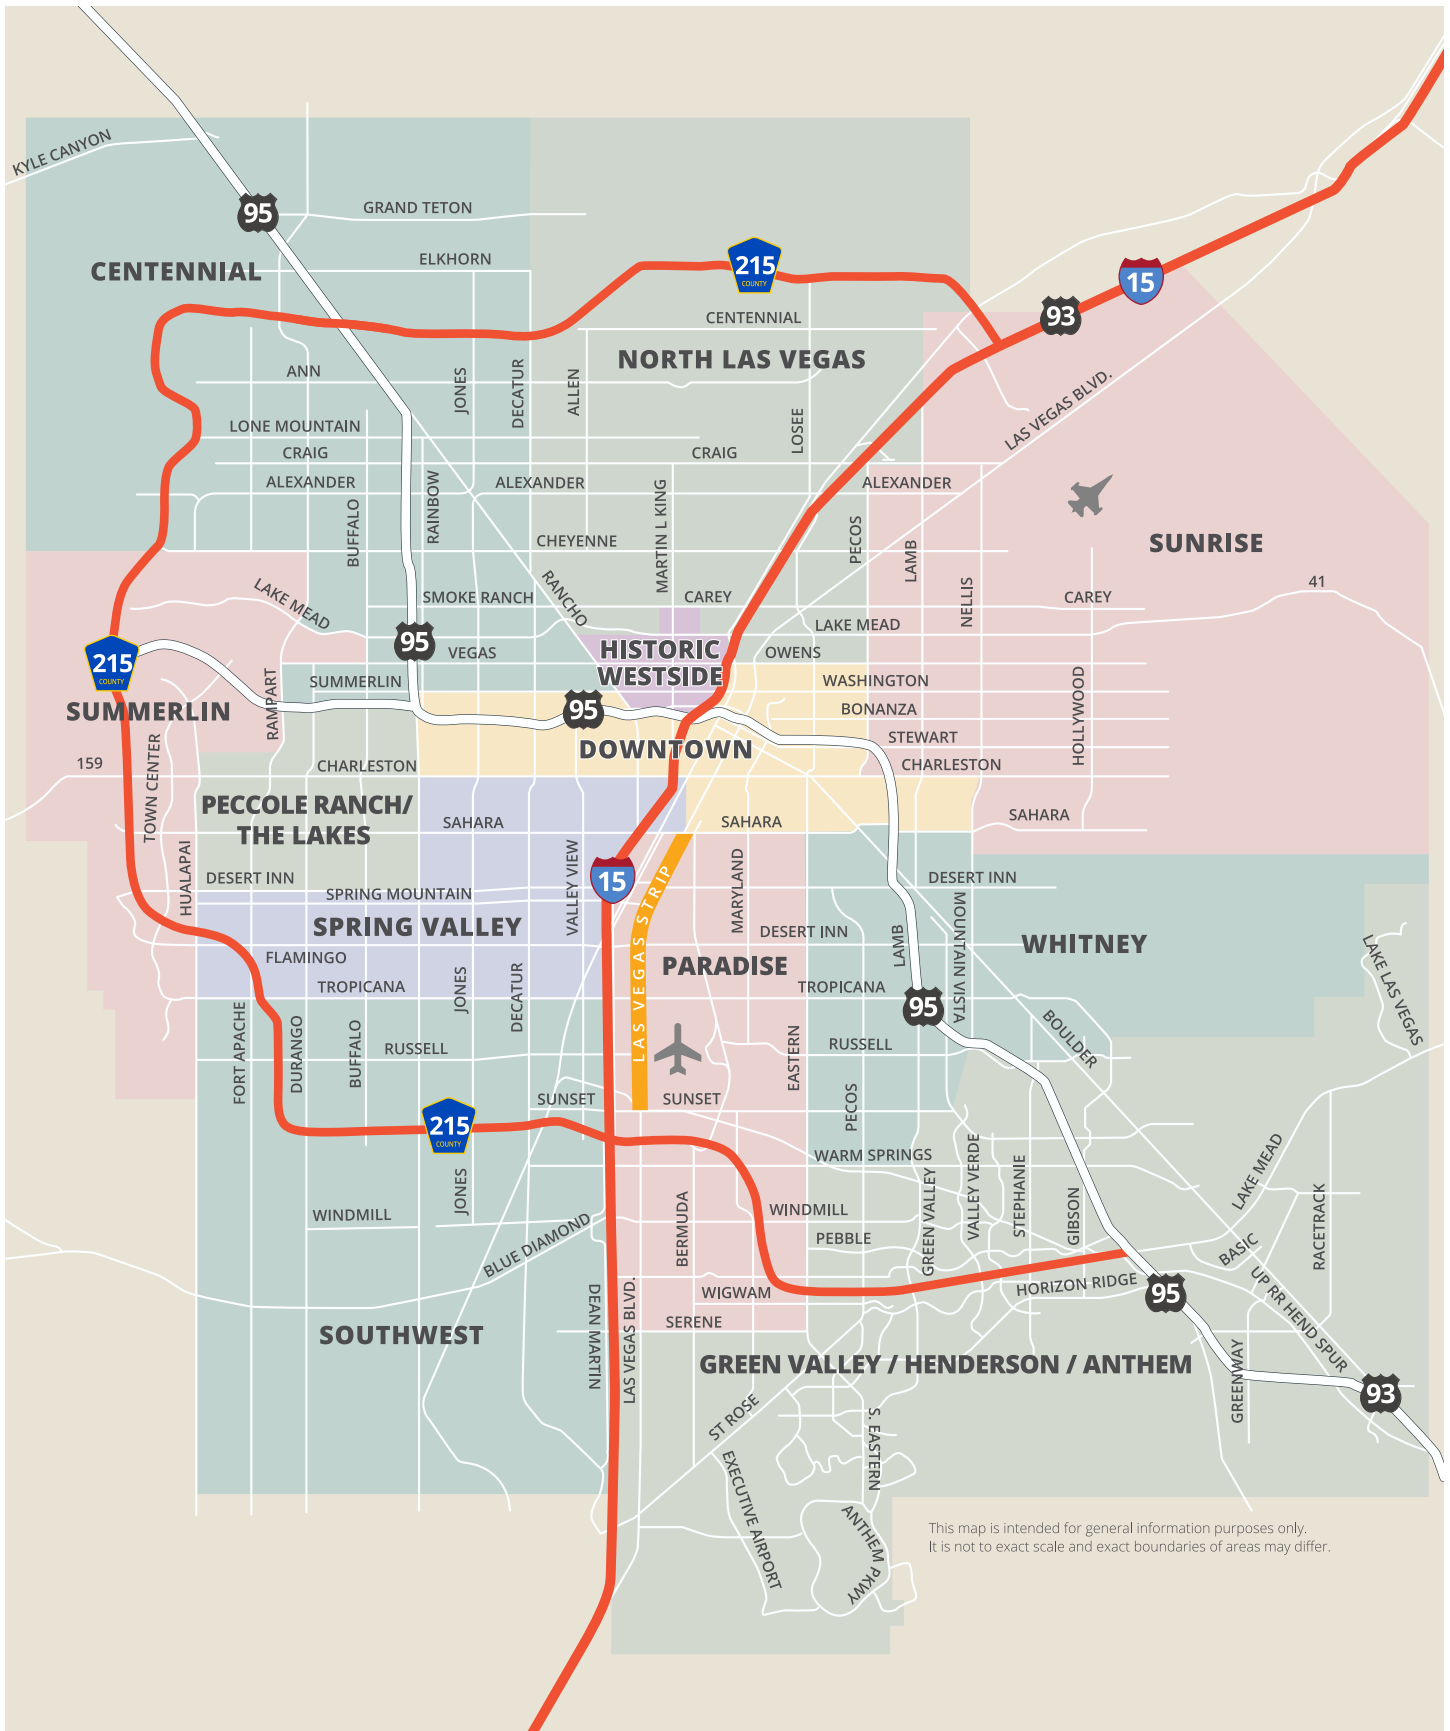 KYLE CANYON
95
GRAND TETON
ELKHORN
CENTENNIAL
215
COUNTY
15
93
CENTENNIAL
NORTH LAS VEGAS
ANN
JONES
DECATUR
ALLEN
LOSEE
LAS VEGAS BLVD.
LONE MOUNTAIN
CRAIG
CRAIG
ALEXANDER
ALEXANDER
ALEXANDER
BUFFALO
RAINBOW
MARTIN L KING
PECOS
LAMB
NELLIS
SUNRISE
CHEYENNE
RANCHO
LAKE MEAD
SMOKE RANCH
CAREY
CAREY
41
LAKE MEAD
95
VEGAS
HISTORIC
WESTSIDE
OWENS
215
COUNTY
SUMMERLIN
RAMPART
SUMMERLIN
95
WASHINGTON
BONANZA
STEWART
HOLLYWOOD
DOWNTOWN
159
TOWN CENTER
CHARLESTON
CHARLESTON
PECCOLE RANCH/
THE LAKES
SAHARA
SAHARA
SAHARA
HUALAPAI
VALLEY VIEW
15
LAS VEGAS STRIP
MARYLAND
DESERT INN
DESERT INN
SPRING MOUNTAIN
SPRING VALLEY
DESERT INN
LAMB
MOUNTAIN VISTA
WHITNEY
LAKE LAS VEGAS
FLAMINGO
PARADISE
TROPICANA
JONES
DECATUR
TROPICANA
95
BOULDER
FORT APACHE
DURANGO
BUFFALO
RUSSELL
EASTERN
RUSSELL
PECOS
215
COUNTY
SUNSET
SUNSET
WARM SPRINGS
JONES
BERMUDA
GREEN VALLEY
VALLEY VERDE
STEPHANIE
GIBSON
LAKE MEAD
RACETRACK
WINDMILL
BLUE DIAMOND
WINDMILL
PEBBLE
BASIC
HORIZON RIDGE
95
UP RR HEND SPUR
WIGWAM
SERENE
DEAN MARTIN
LAS VEGAS BLVD.
SOUTHWEST
GREEN VALLEY / HENDERSON / ANTHEM
GREENWAY
93
ST ROSE
S. EASTERN
EXECUTIVE AIRPORT
ANTHEM PKWY
This map is intended for general information purposes only.
It is not to exact scale and exact boundaries of areas may differ.